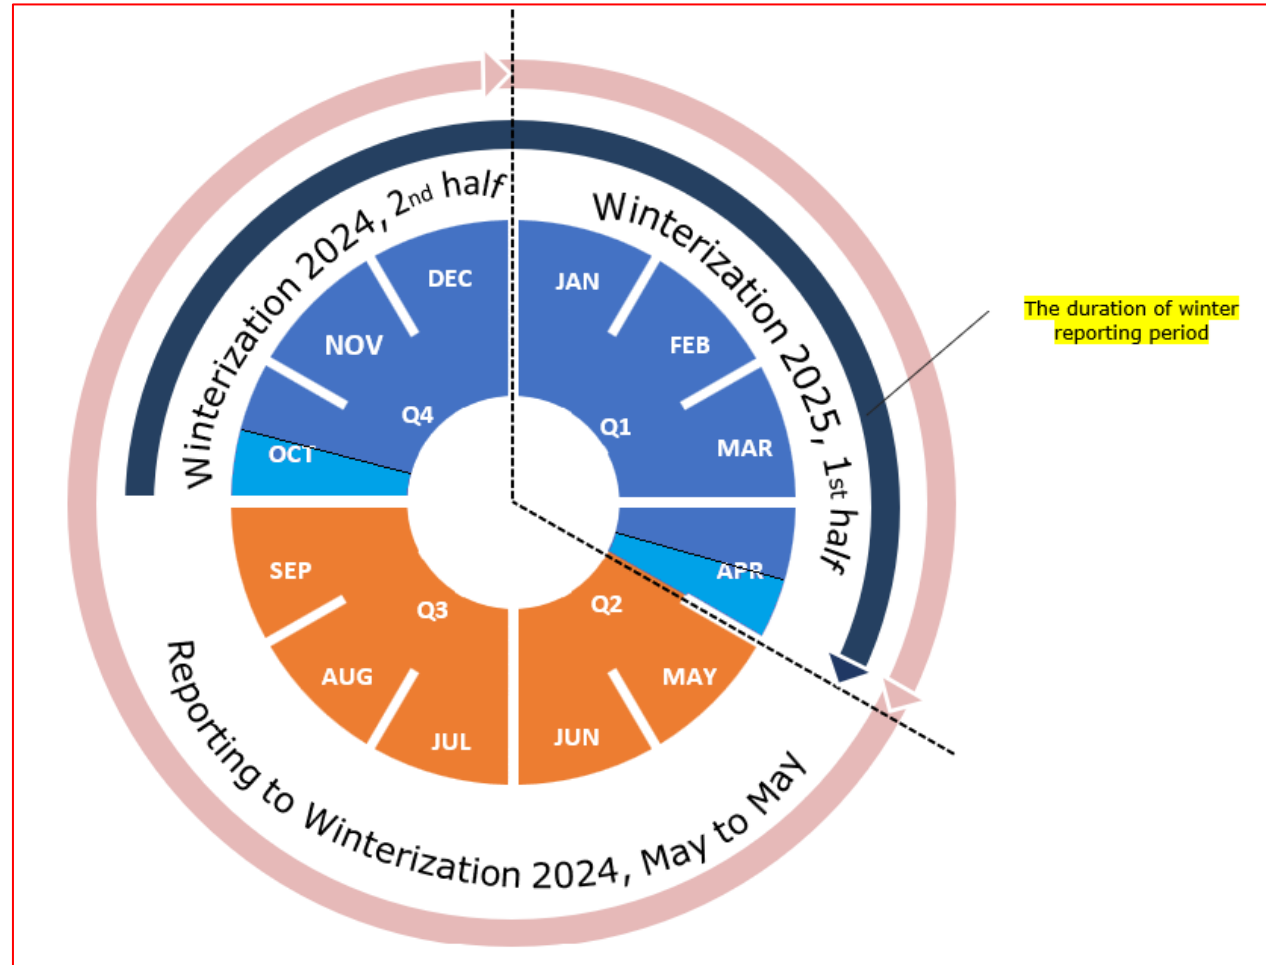 Winterization 2024, 2nd half
Winterization 2025, 1st half
The duration of winter
reporting period
DEC
JAN
NOV
FEB
Q4
Q1
OCT
MAR
SEP
APR
Q3
Q2
AUG
MAY
JUL
JUN
Reporting to Winterization 2024, May to May